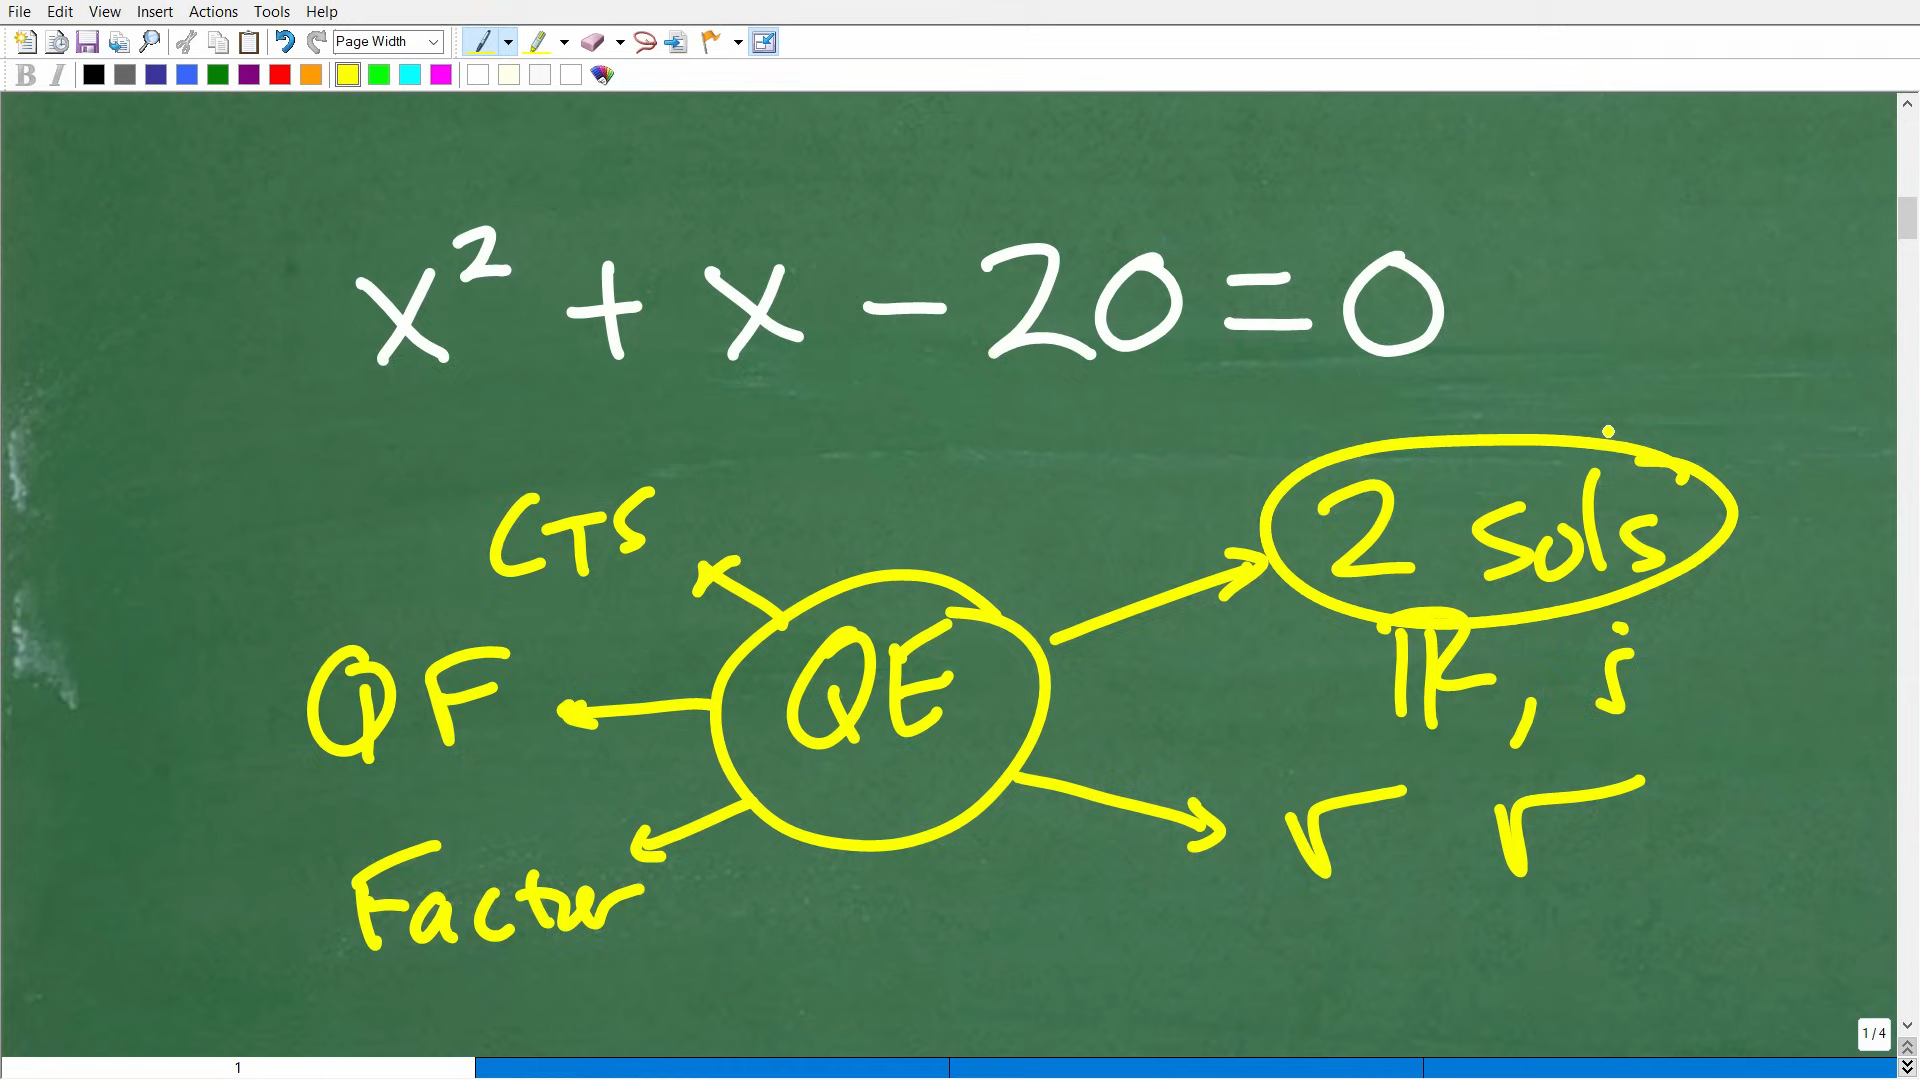 File Edit View Insert Actions Tools Help
Page Width
B I
x² + x - 20 = 0
CTS
2 sols
QE
QF
ℝ, i
√ √
Factor
1 / 4
1